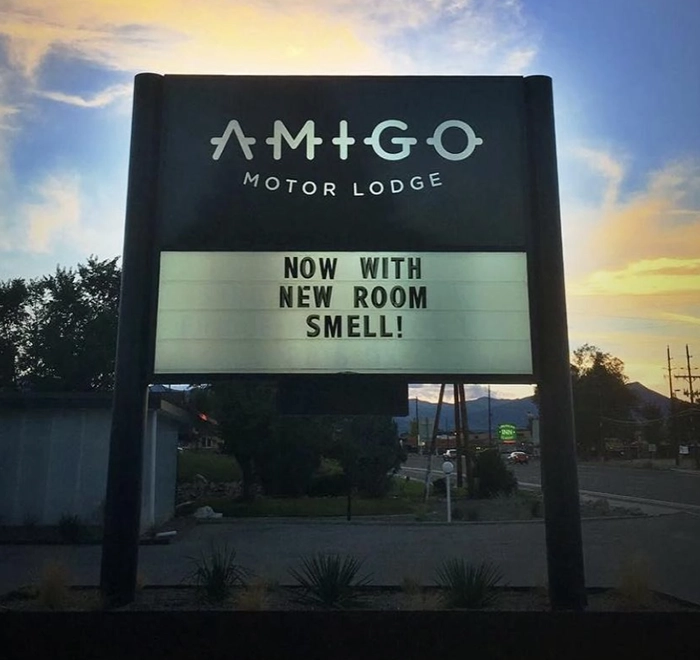 AMIGO
MOTOR LODGE
NOW WITH
NEW ROOM
SMELL!